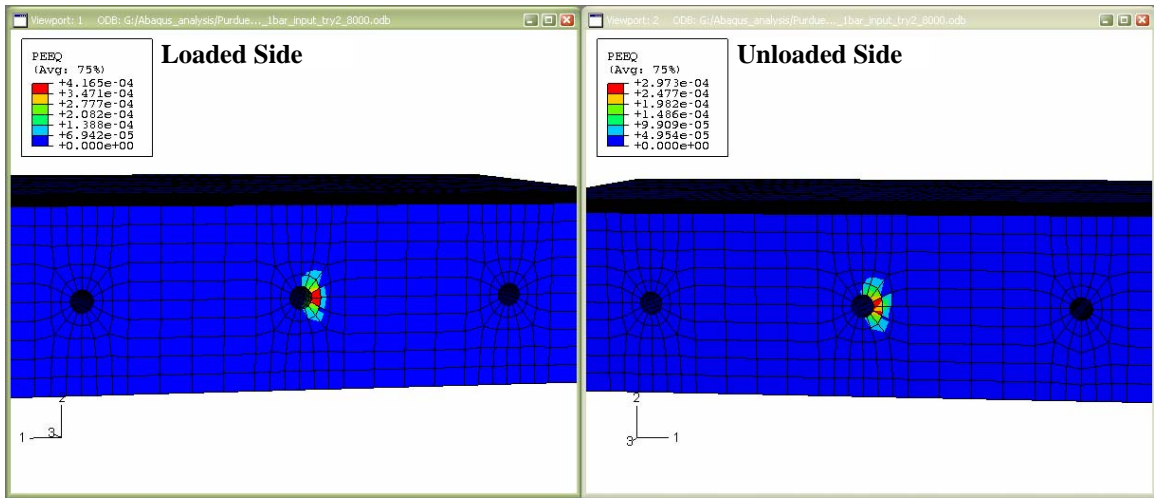 Viewport: 1 ODB: G:/Abaqus_analysis/Purdue..._1bar_input_try2_8000.odb
PEEQ
(Avg: 75%)
+4.165e-04
+3.471e-04
+2.777e-04
+2.082e-04
+1.388e-04
+6.942e-05
+0.000e+00
Loaded Side
2
1
3
Viewport: 2 ODB: G:/Abaqus_analysis/Purdue..._1bar_input_try2_8000.odb
PEEQ
(Avg: 75%)
+2.973e-04
+2.477e-04
+1.982e-04
+1.486e-04
+9.909e-05
+4.954e-05
+0.000e+00
Unloaded Side
2
3
1